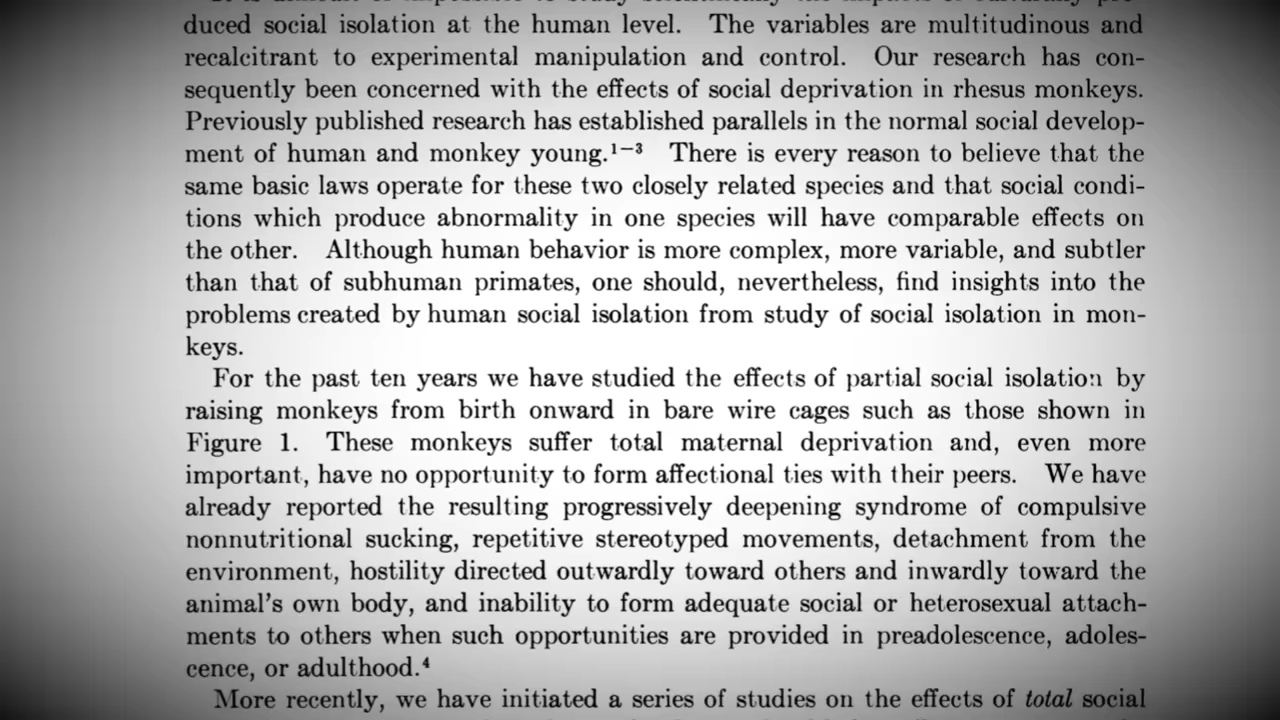 duced social isolation at the human level. The variables are multitudinous and
recalcitrant to experimental manipulation and control. Our research has con-
sequently been concerned with the effects of social deprivation in rhesus monkeys.
Previously published research has established parallels in the normal social develop-
ment of human and monkey young.¹⁻³ There is every reason to believe that the
same basic laws operate for these two closely related species and that social condi-
tions which produce abnormality in one species will have comparable effects on
the other. Although human behavior is more complex, more variable, and subtler
than that of subhuman primates, one should, nevertheless, find insights into the
problems created by human social isolation from study of social isolation in mon-
keys.
For the past ten years we have studied the effects of partial social isolation by
raising monkeys from birth onward in bare wire cages such as those shown in
Figure 1. These monkeys suffer total maternal deprivation and, even more
important, have no opportunity to form affectional ties with their peers. We have
already reported the resulting progressively deepening syndrome of compulsive
nonnutritional sucking, repetitive stereotyped movements, detachment from the
environment, hostility directed outwardly toward others and inwardly toward the
animal's own body, and inability to form adequate social or heterosexual attach-
ments to others when such opportunities are provided in preadolescence, adoles-
cence, or adulthood.⁴
More recently, we have initiated a series of studies on the effects of total social